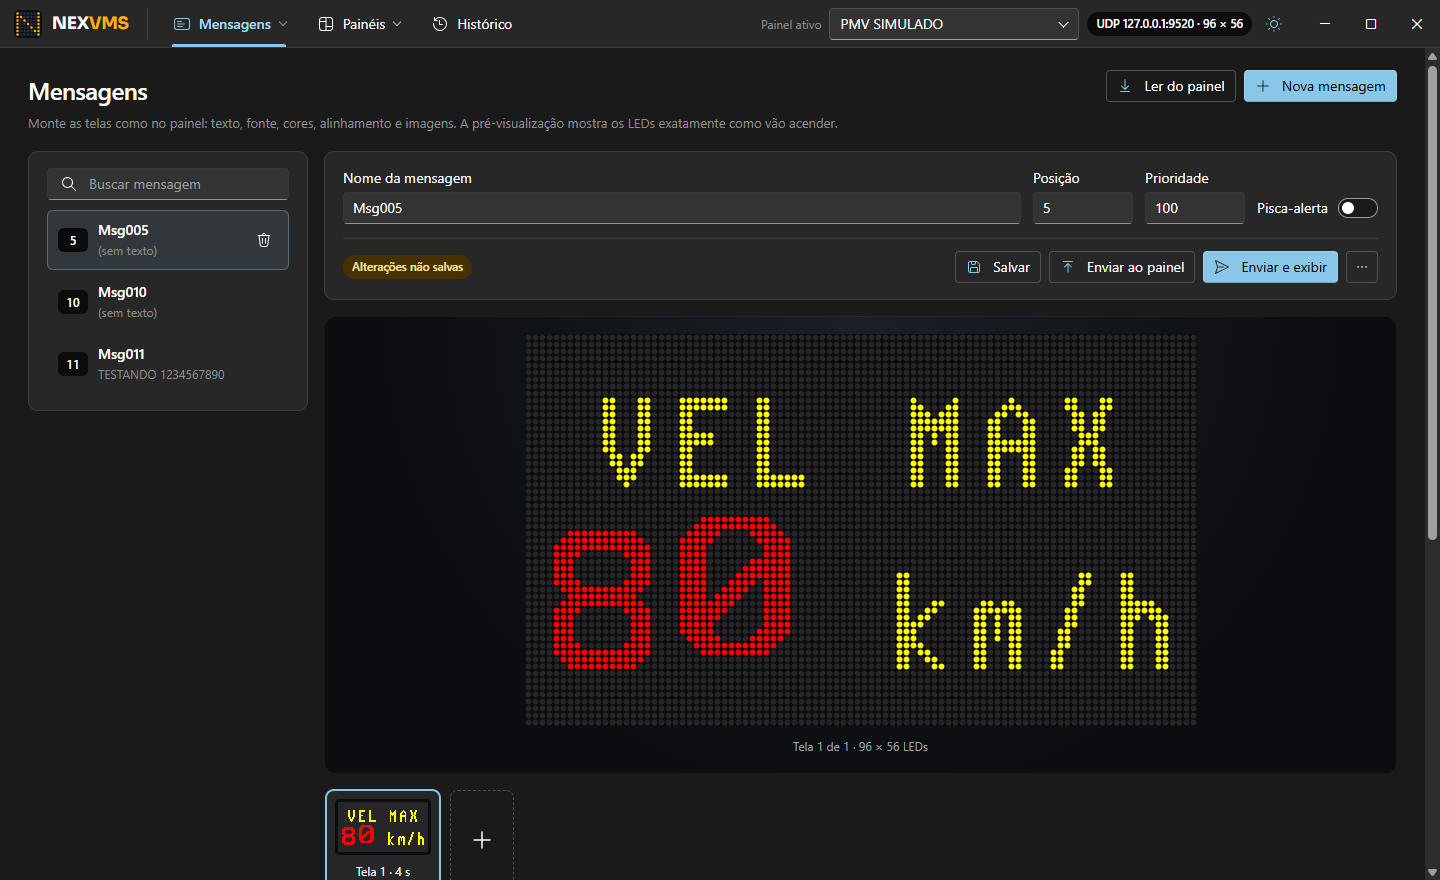 NEXVMS
Mensagens
Painéis
Histórico
Painel ativo
PMV SIMULADO
UDP 127.0.0.1:9520 · 96 × 56
Mensagens
Ler do painel
Nova mensagem
Monte as telas como no painel: texto, fonte, cores, alinhamento e imagens. A pré-visualização mostra os LEDs exatamente como vão acender.
Buscar mensagem
5
Msg005
(sem texto)
10
Msg010
(sem texto)
11
Msg011
TESTANDO 1234567890
Nome da mensagem
Posição
Prioridade
Msg005
5
100
Pisca-alerta
Alterações não salvas
Salvar
Enviar ao painel
Enviar e exibir
VEL MAX
80 km/h
Tela 1 de 1 · 96 × 56 LEDs
VEL MAX
80 km/h
Tela 1 · 4 s